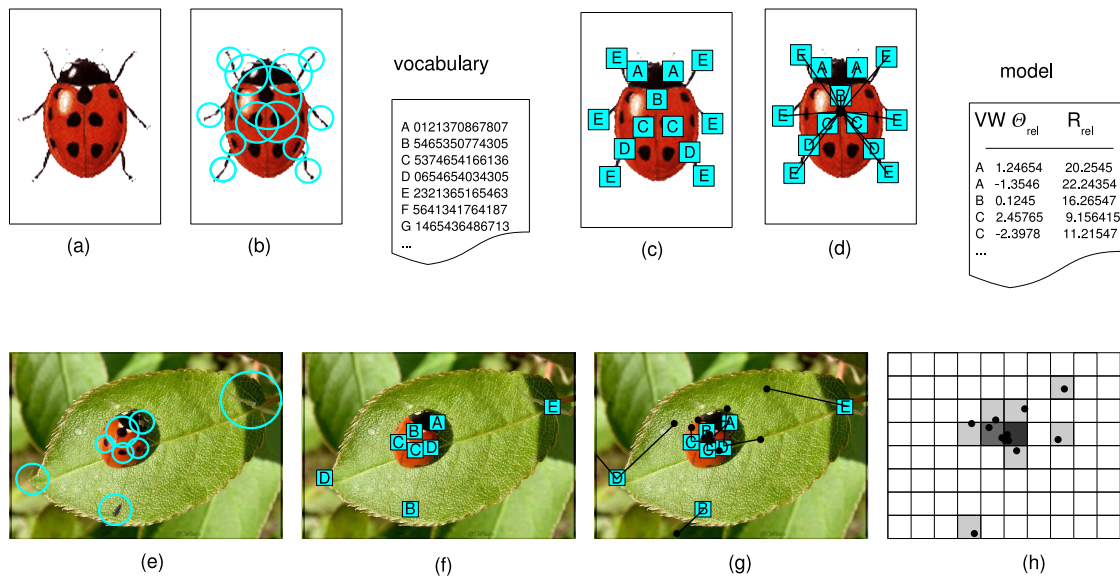 vocabulary
A 0121370867807
B 5465350774305
C 5374654166136
D 0654654034305
E 2321365165463
F 5641341764187
G 1465436486713
...
E E
A A
B
E C C E
D D
E E
E E
A A
B
E C C E
D D
E E
model
VW Θrel Rrel
A 1.24654 20.2545
A -1.3546 22.24354
B 0.1245 16.26547
C 2.45765 9.156415
C -2.3978 11.21547
...
(a)
(b)
(c)
(d)
E
A
B
C D
C
D
B
E
A
B
C
D
B
(e)
(f)
(g)
(h)